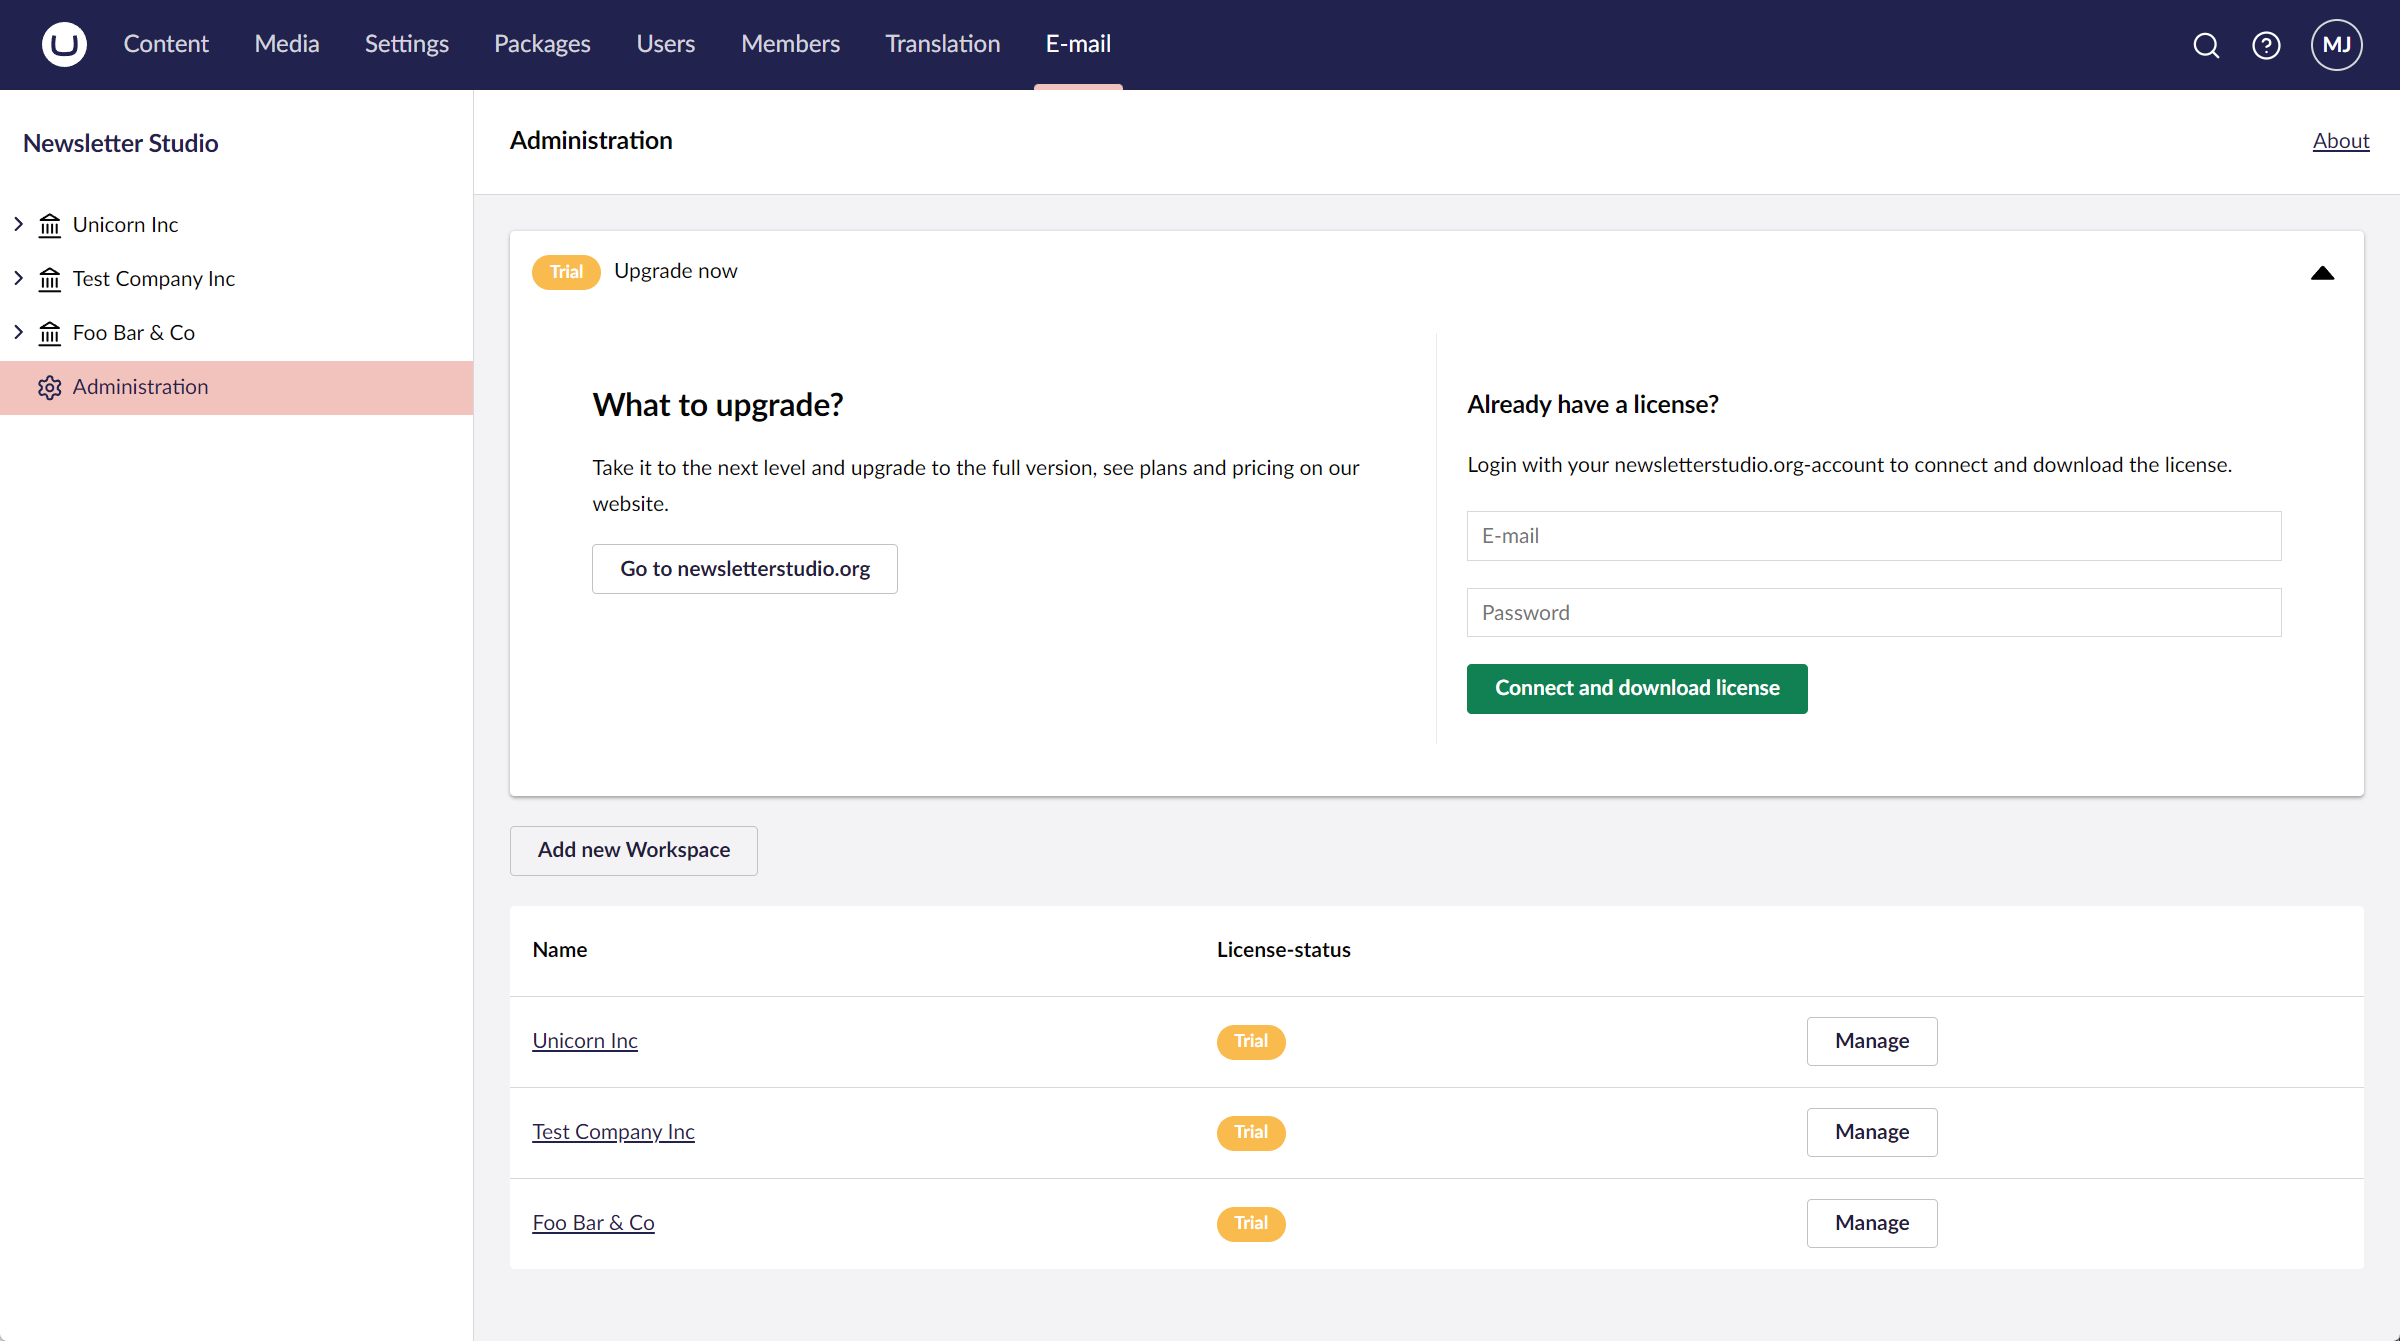 Content Media Settings Packages Users Members Translation E-mail MJ
Newsletter Studio
Unicorn Inc
Test Company Inc
Foo Bar & Co
Administration
Administration
About
Trial Upgrade now
What to upgrade?
Take it to the next level and upgrade to the full version, see plans and pricing on our
website.
Go to newsletterstudio.org
Already have a license?
Login with your newsletterstudio.org-account to connect and download the license.
E-mail
Password
Connect and download license
Add new Workspace
Name License-status
Unicorn Inc Trial Manage
Test Company Inc Trial Manage
Foo Bar & Co Trial Manage